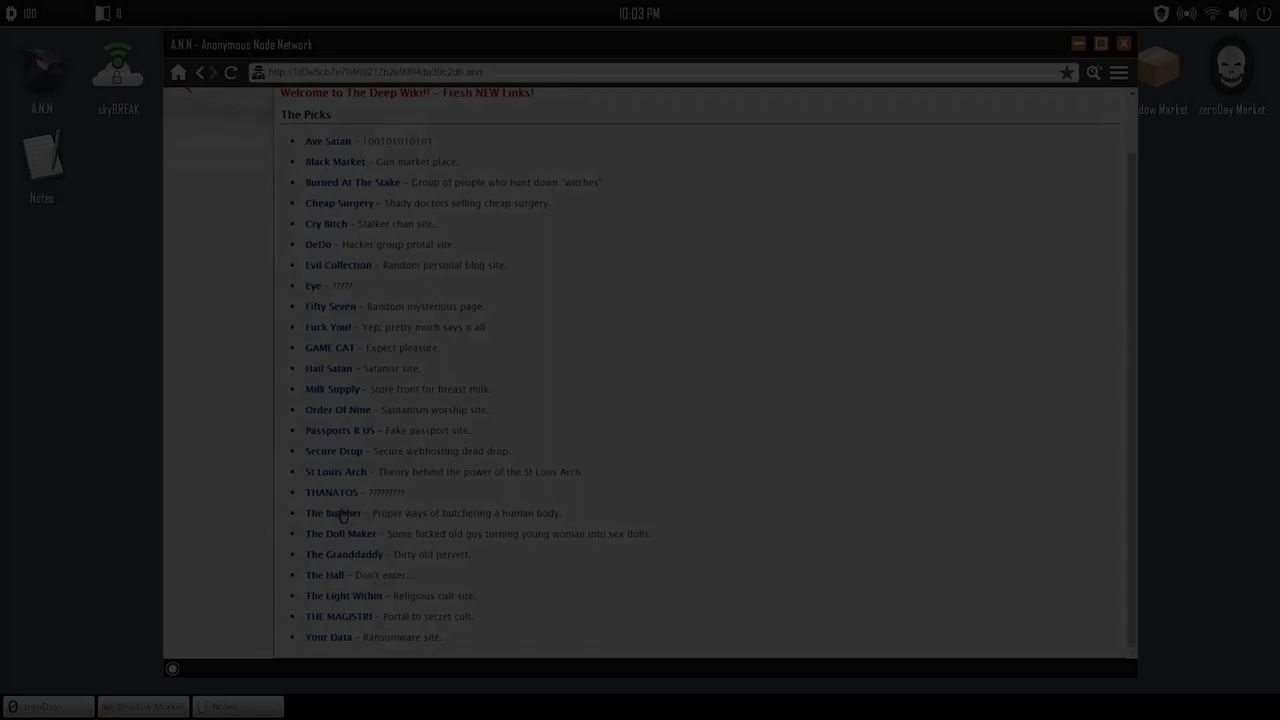 100 0 10:03 PM
A.N.N - Anonymous Node Network
http://1d3e5cb7e70469217b2e9994da39c2d6.ann
A.N.N
skyBREAK
dow Market
zeroDay Market
Notes
Welcome to The Deep Wiki!! - Fresh NEW Links!
The Picks
Ave Satan - 100101010101
Black Market - Gun market place.
Burned At The Stake - Group of people who hunt down "witches"
Cheap Surgery - Shady doctors selling cheap surgery.
Cry Bitch - Stalker chan site.
DeDo - Hacker group protal site.
Evil Collection - Random personal blog site.
Eye - ?????
Fifty Seven - Random mysterious page.
Fuck You! - Yep, pretty much says it all
GAME CAT - Expect pleasure.
Hail Satan - Satanist site.
Milk Supply - Store front for breast milk.
Order Of Nine - Santanism worship site.
Passports R US - Fake passport site.
Secure Drop - Secure webhosting dead drop.
St Louis Arch - Theory behind the power of the St Lous Arch.
THANATOS - ?????????
The Butcher - Proper ways of butchering a human body.
The Doll Maker - Some fucked old guy turning young woman into sex dolls.
The Granddaddy - Dirty old pervert.
The Hall - Don't enter...
The Light Within - Religious cult site.
THE MAGISTRI - Portal to secret cult.
Your Data - Ransomware site.
zeroDay
Shadow Market
Notes